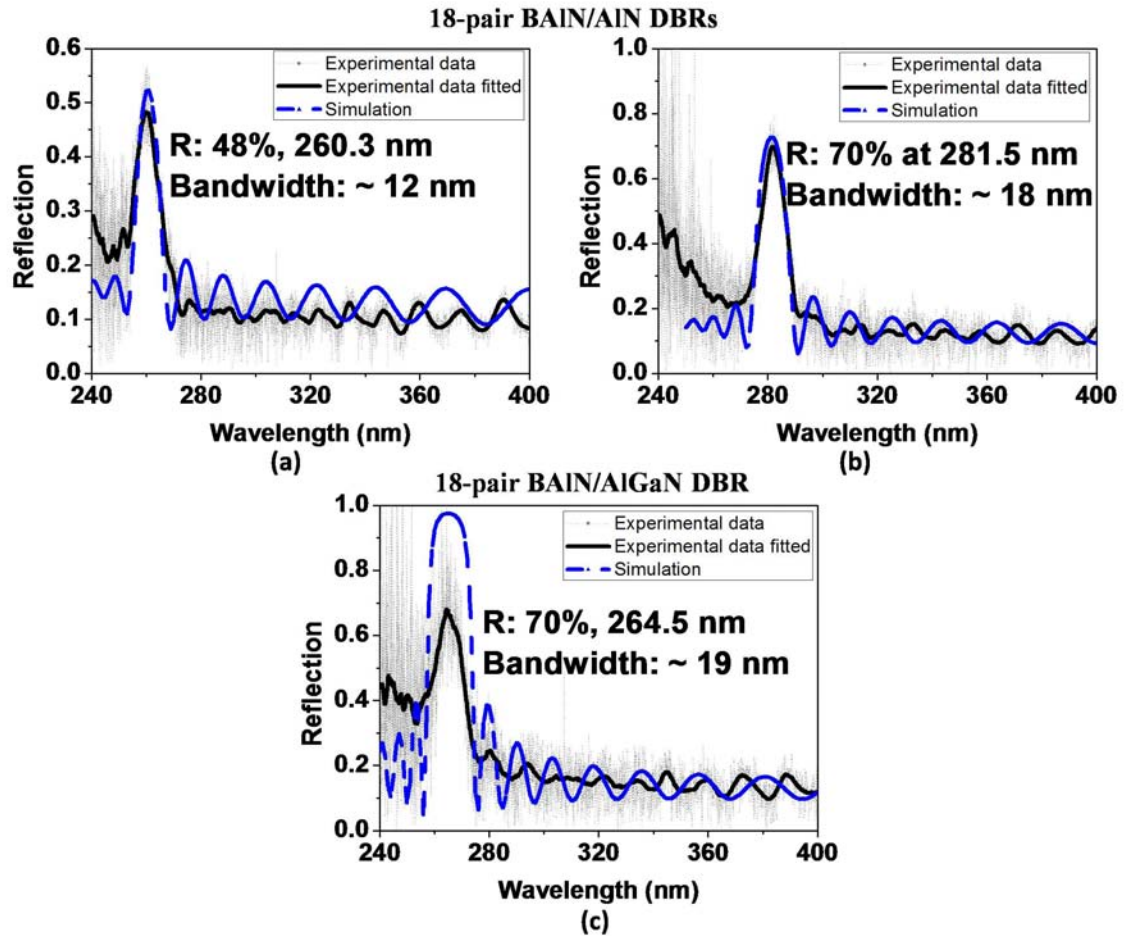 18-pair BAlN/AlN DBRs
0.6
0.5
0.4
0.3
0.2
0.1
0.0
Reflection
Experimental data
Experimental data fitted
Simulation
R: 48%, 260.3 nm
Bandwidth: ~ 12 nm
240 280 320 360 400
Wavelength (nm)
(a)
1.0
0.8
0.6
0.4
0.2
0.0
Reflection
Experimental data
Experimental data fitted
Simulation
R: 70% at 281.5 nm
Bandwidth: ~ 18 nm
240 280 320 360 400
Wavelength (nm)
(b)
18-pair BAlN/AlGaN DBR
1.0
0.8
0.6
0.4
0.2
0.0
Reflection
Experimental data
Experimental data fitted
Simulation
R: 70%, 264.5 nm
Bandwidth: ~ 19 nm
240 280 320 360 400
Wavelength (nm)
(c)